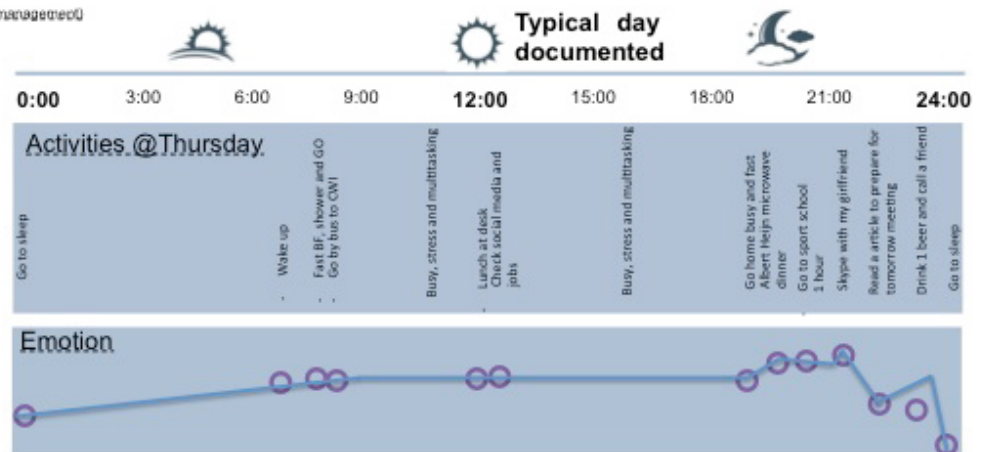 management()
Typical day
documented
0:00 3:00 6:00 9:00 12:00 15:00 18:00 21:00 24:00
Activities @Thursday
Go to sleep
Wake up
Fast BF, shower and GO
Go by bus to CWI
Busy, stress and multitasking
Lunch at desk
Check social media and
jobs
Busy, stress and multitasking
Go home busy and fast
Albert Heijn microwave
dinner
Go to sport school
1 hour
Skype with my girlfriend
Read a article to prepare for
tomorrow meeting
Drink 1 beer and call a friend
Go to sleep
Emotion